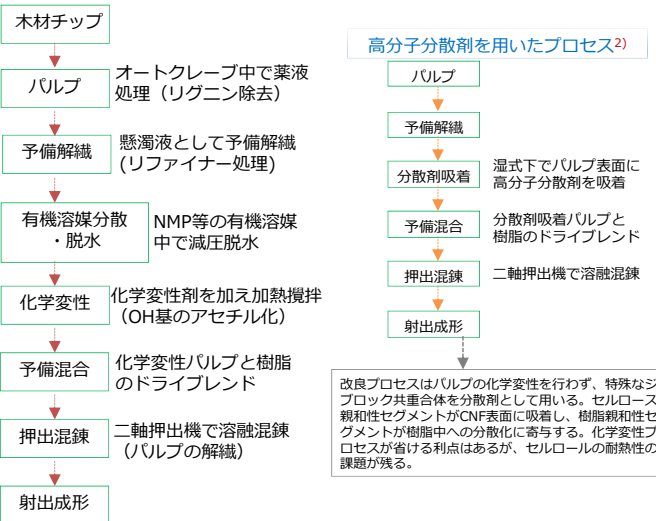 木材チップ
パルプ
オートクレーブ中で薬液
処理（リグニン除去）
予備解繊
懸濁液として予備解繊
(リファイナー処理)
有機溶媒分散
・脱水
NMP等の有機溶媒
中で減圧脱水
化学変性
化学変性剤を加え加熱攪拌
（OH基のアセチル化）
予備混合
化学変性パルプと樹脂
のドライブレンド
押出混錬
二軸押出機で溶融混錬
（パルプの解繊）
射出成形
高分子分散剤を用いたプロセス2)
パルプ
予備解繊
分散剤吸着
湿式下でパルプ表面に
高分子分散剤を吸着
予備混合
分散剤吸着パルプと
樹脂のドライブレンド
押出混錬
二軸押出機で溶融混錬
射出成形
改良プロセスはパルプの化学変性を行わず、特殊なジ
ブロック共重合体を分散剤として用いる。セルロース
親和性セグメントがCNF表面に吸着し、樹脂親和性セ
グメントが樹脂中への分散化に寄与する。化学変性プ
ロセスが省ける利点はあるが、セルロールの耐熱性の
課題が残る。